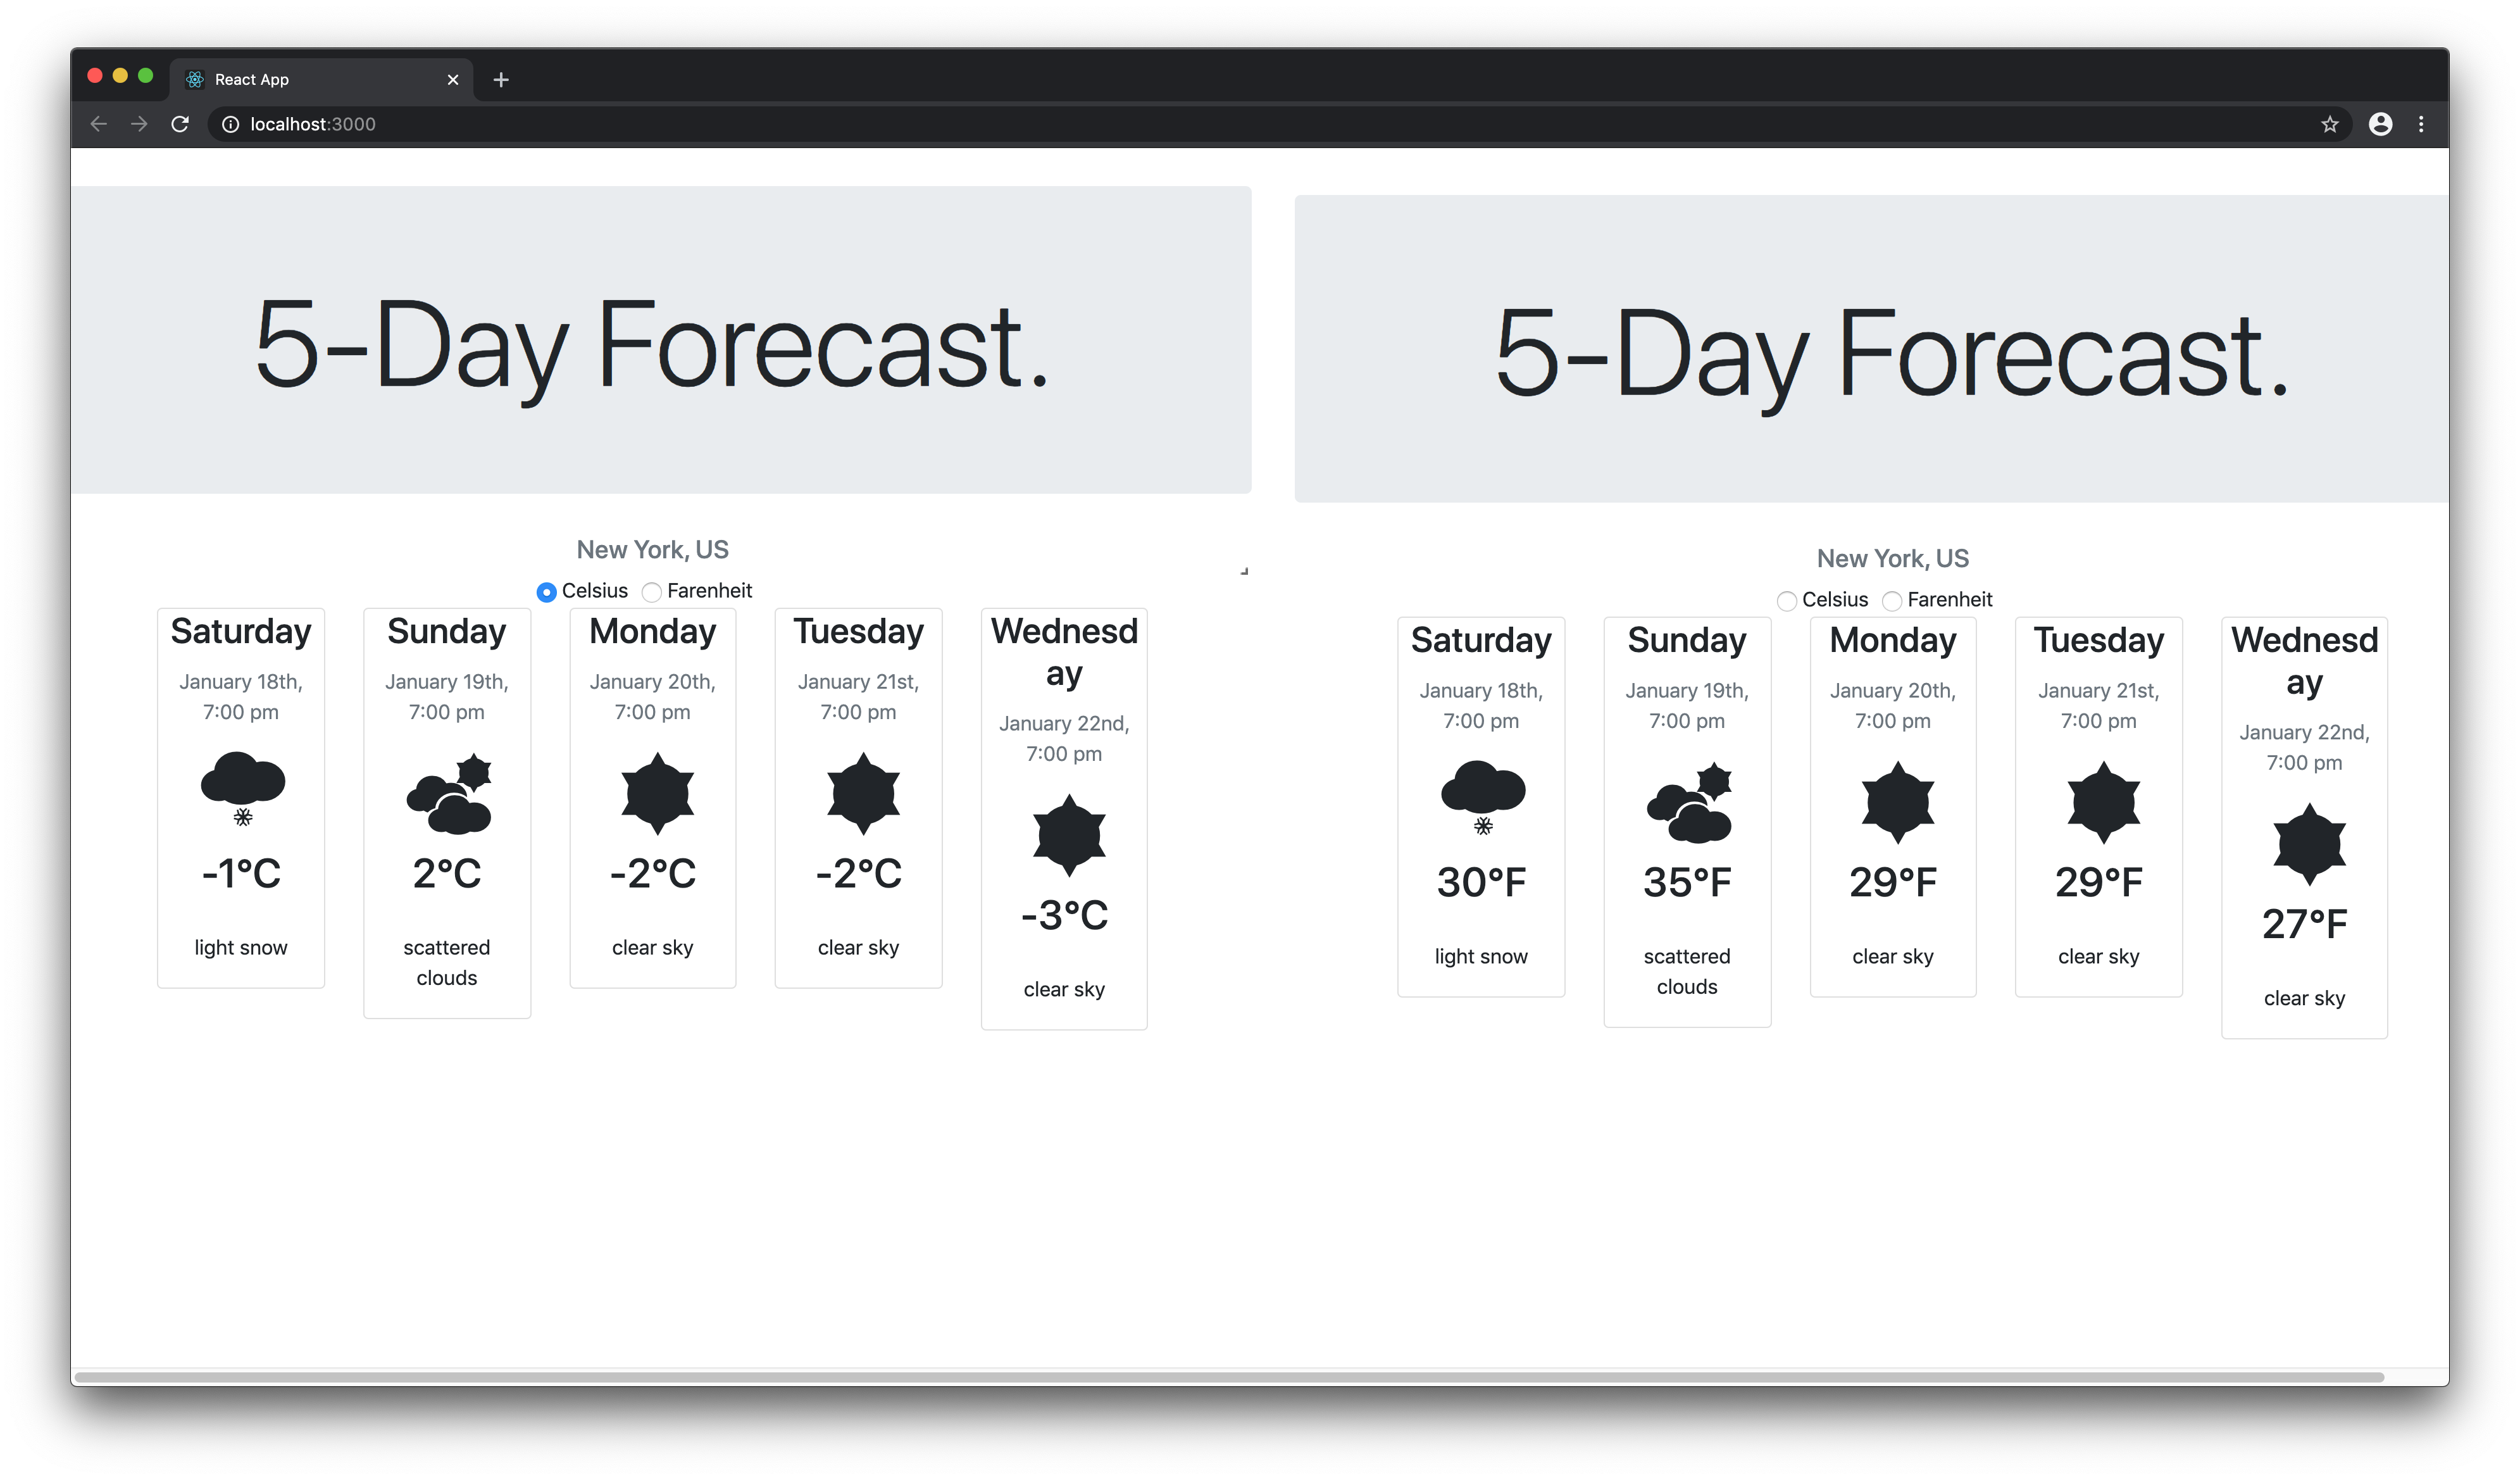 React App
localhost:3000
5-Day Forecast.
New York, US
Celsius Farenheit
Saturday
January 18th,
7:00 pm
-1°C
light snow
Sunday
January 19th,
7:00 pm
2°C
scattered
clouds
Monday
January 20th,
7:00 pm
-2°C
clear sky
Tuesday
January 21st,
7:00 pm
-2°C
clear sky
Wednesd
ay
January 22nd,
7:00 pm
-3°C
clear sky
5-Day Forecast.
New York, US
Celsius Farenheit
Saturday
January 18th,
7:00 pm
30°F
light snow
Sunday
January 19th,
7:00 pm
35°F
scattered
clouds
Monday
January 20th,
7:00 pm
29°F
clear sky
Tuesday
January 21st,
7:00 pm
29°F
clear sky
Wednesd
ay
January 22nd,
7:00 pm
27°F
clear sky